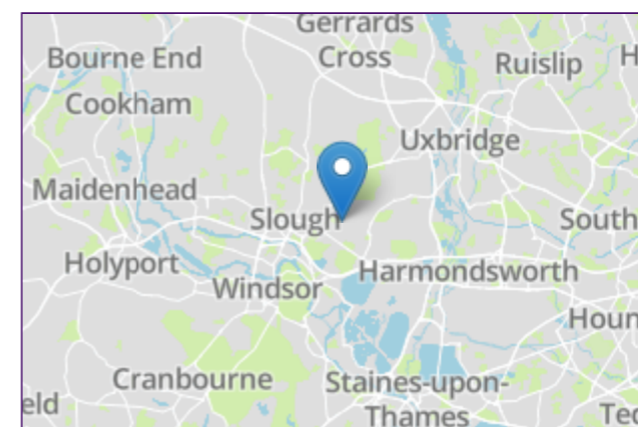 Gerrards
Cross
Bourne End
Ruislip
H
Cookham
Uxbridge
Maidenhead
Slough
South
Holyport
Harmondsworth
Windsor
Houn
Cranbourne
Staines-upon-
Thames
eld
Ted